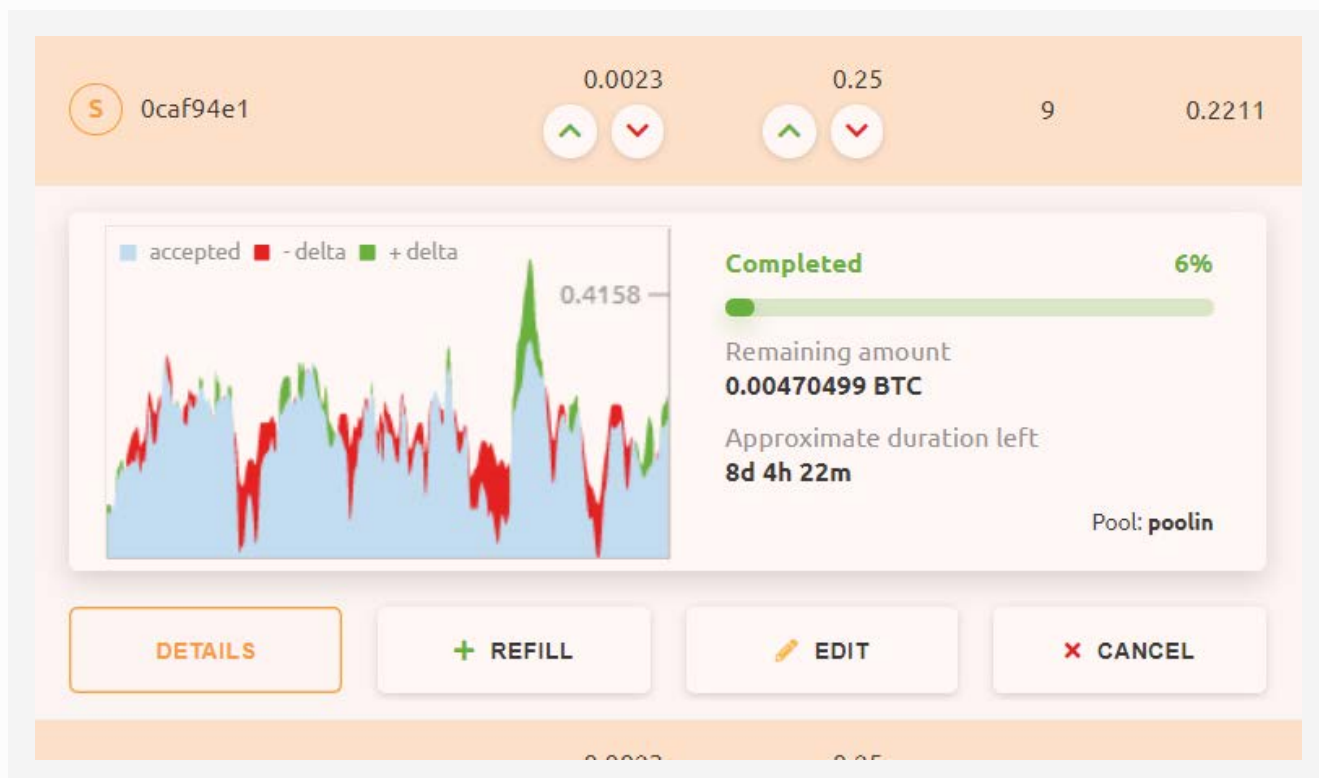 0.0023 0.25
S 0caf94e1 9 0.2211
accepted - delta + delta
0.4158
Completed 6%
Remaining amount
0.00470499 BTC
Approximate duration left
8d 4h 22m
Pool: poolin
DETAILS + REFILL EDIT × CANCEL